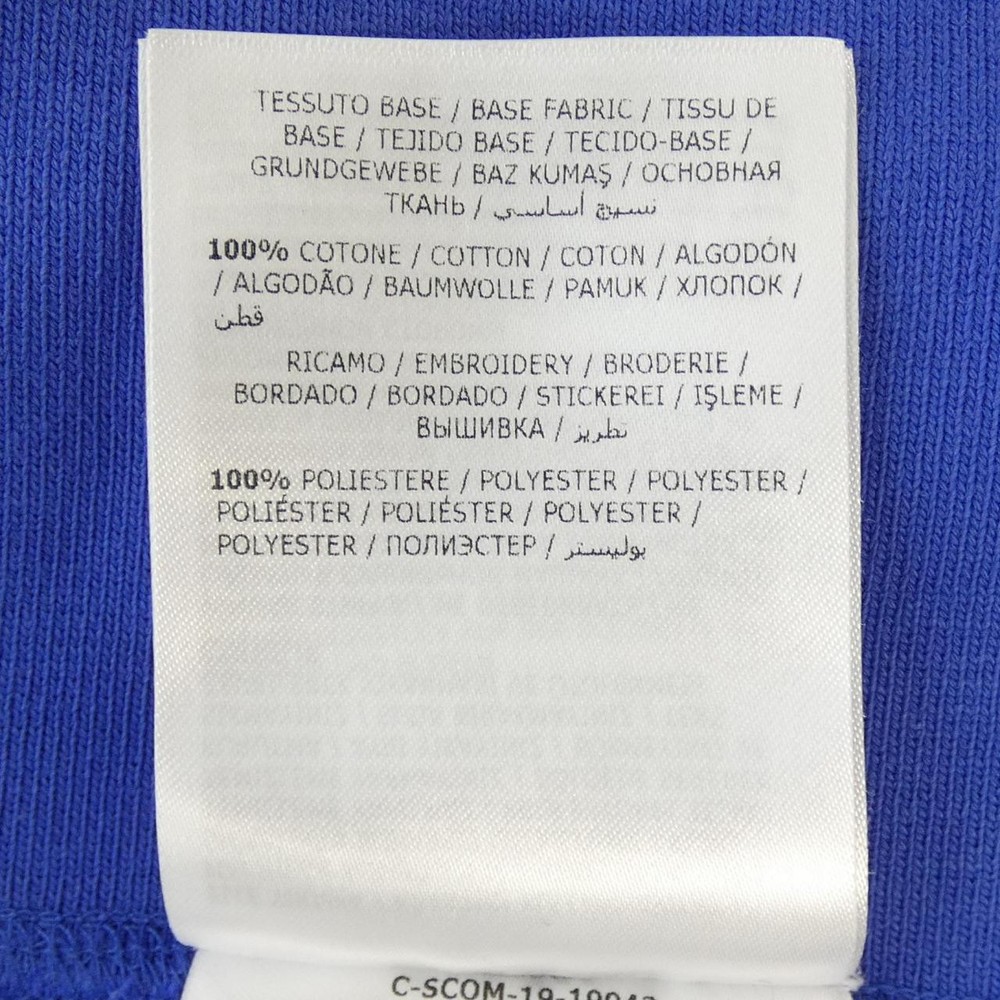 TESSUTO BASE / BASE FABRIC / TISSU DE
BASE / TEJIDO BASE / TECIDO-BASE /
GRUNDGEWEBE / BAZ KUMAŞ / ОСНОВНАЯ
ТКАНЬ / نسيج أساسي
100% COTONE / COTTON / COTON / ALGODÓN
/ ALGODÃO / BAUMWOLLE / PAMUK / ХЛОПОК /
قطن
RICAMO / EMBROIDERY / BRODERIE /
BORDADO / BORDADO / STICKEREI / IŞLEME /
ВЫШИВКА / تطريز
100% POLIESTERE / POLYESTER / POLYESTER /
POLIÉSTER / POLIÉSTER / POLYESTER /
POLYESTER / ПОЛИЭСТЕР / بوليستر